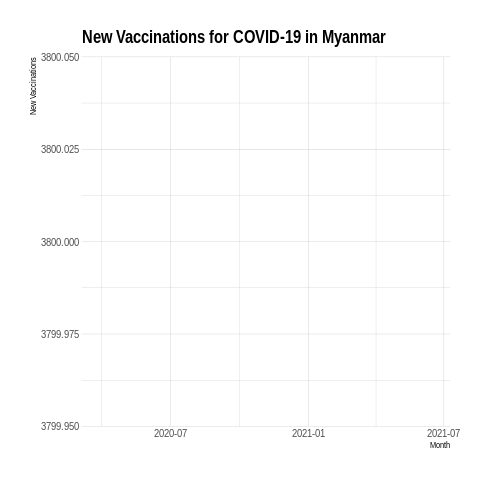 New Vaccinations for COVID-19 in Myanmar
New Vaccinations
3800.050
3800.025
3800.000
3799.975
3799.950
2020-07
2021-01
2021-07
Month